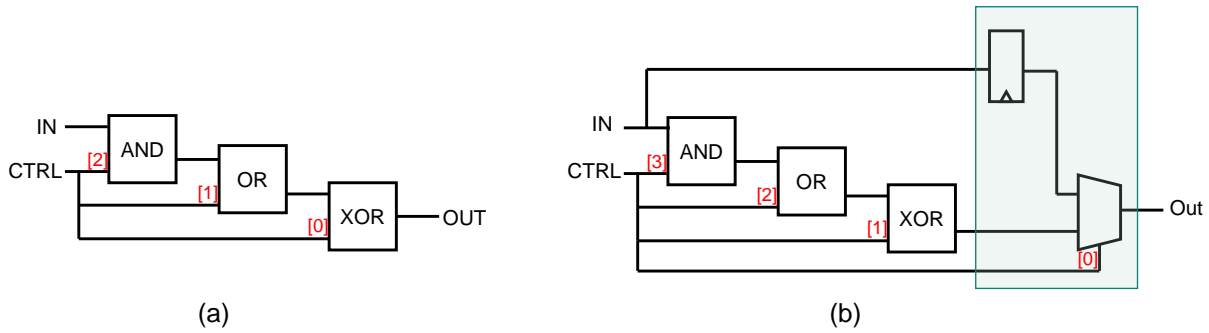 IN
CTRL
[2]
AND
[1]
OR
[0]
XOR
OUT
(a)
IN
CTRL
[3]
AND
[2]
OR
[1]
XOR
[0]
Out
(b)